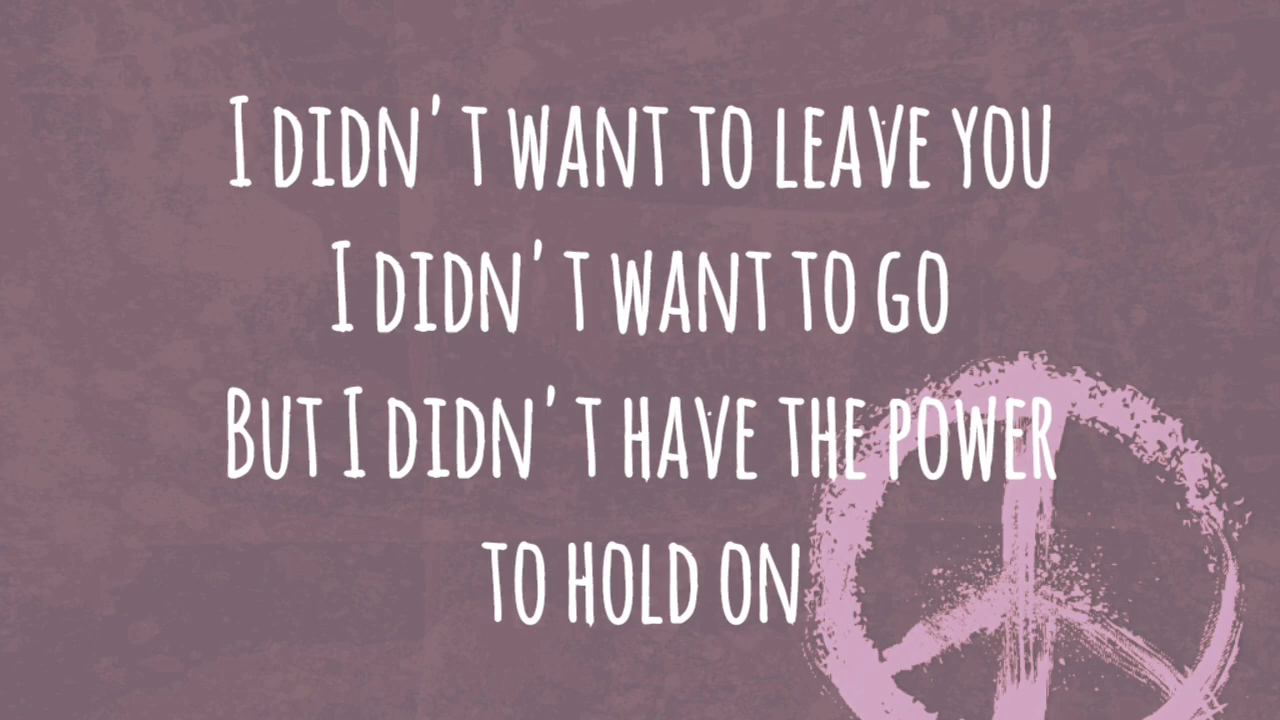 I didn't want to leave you
I didn't want to go
But I didn't have the power
to hold on